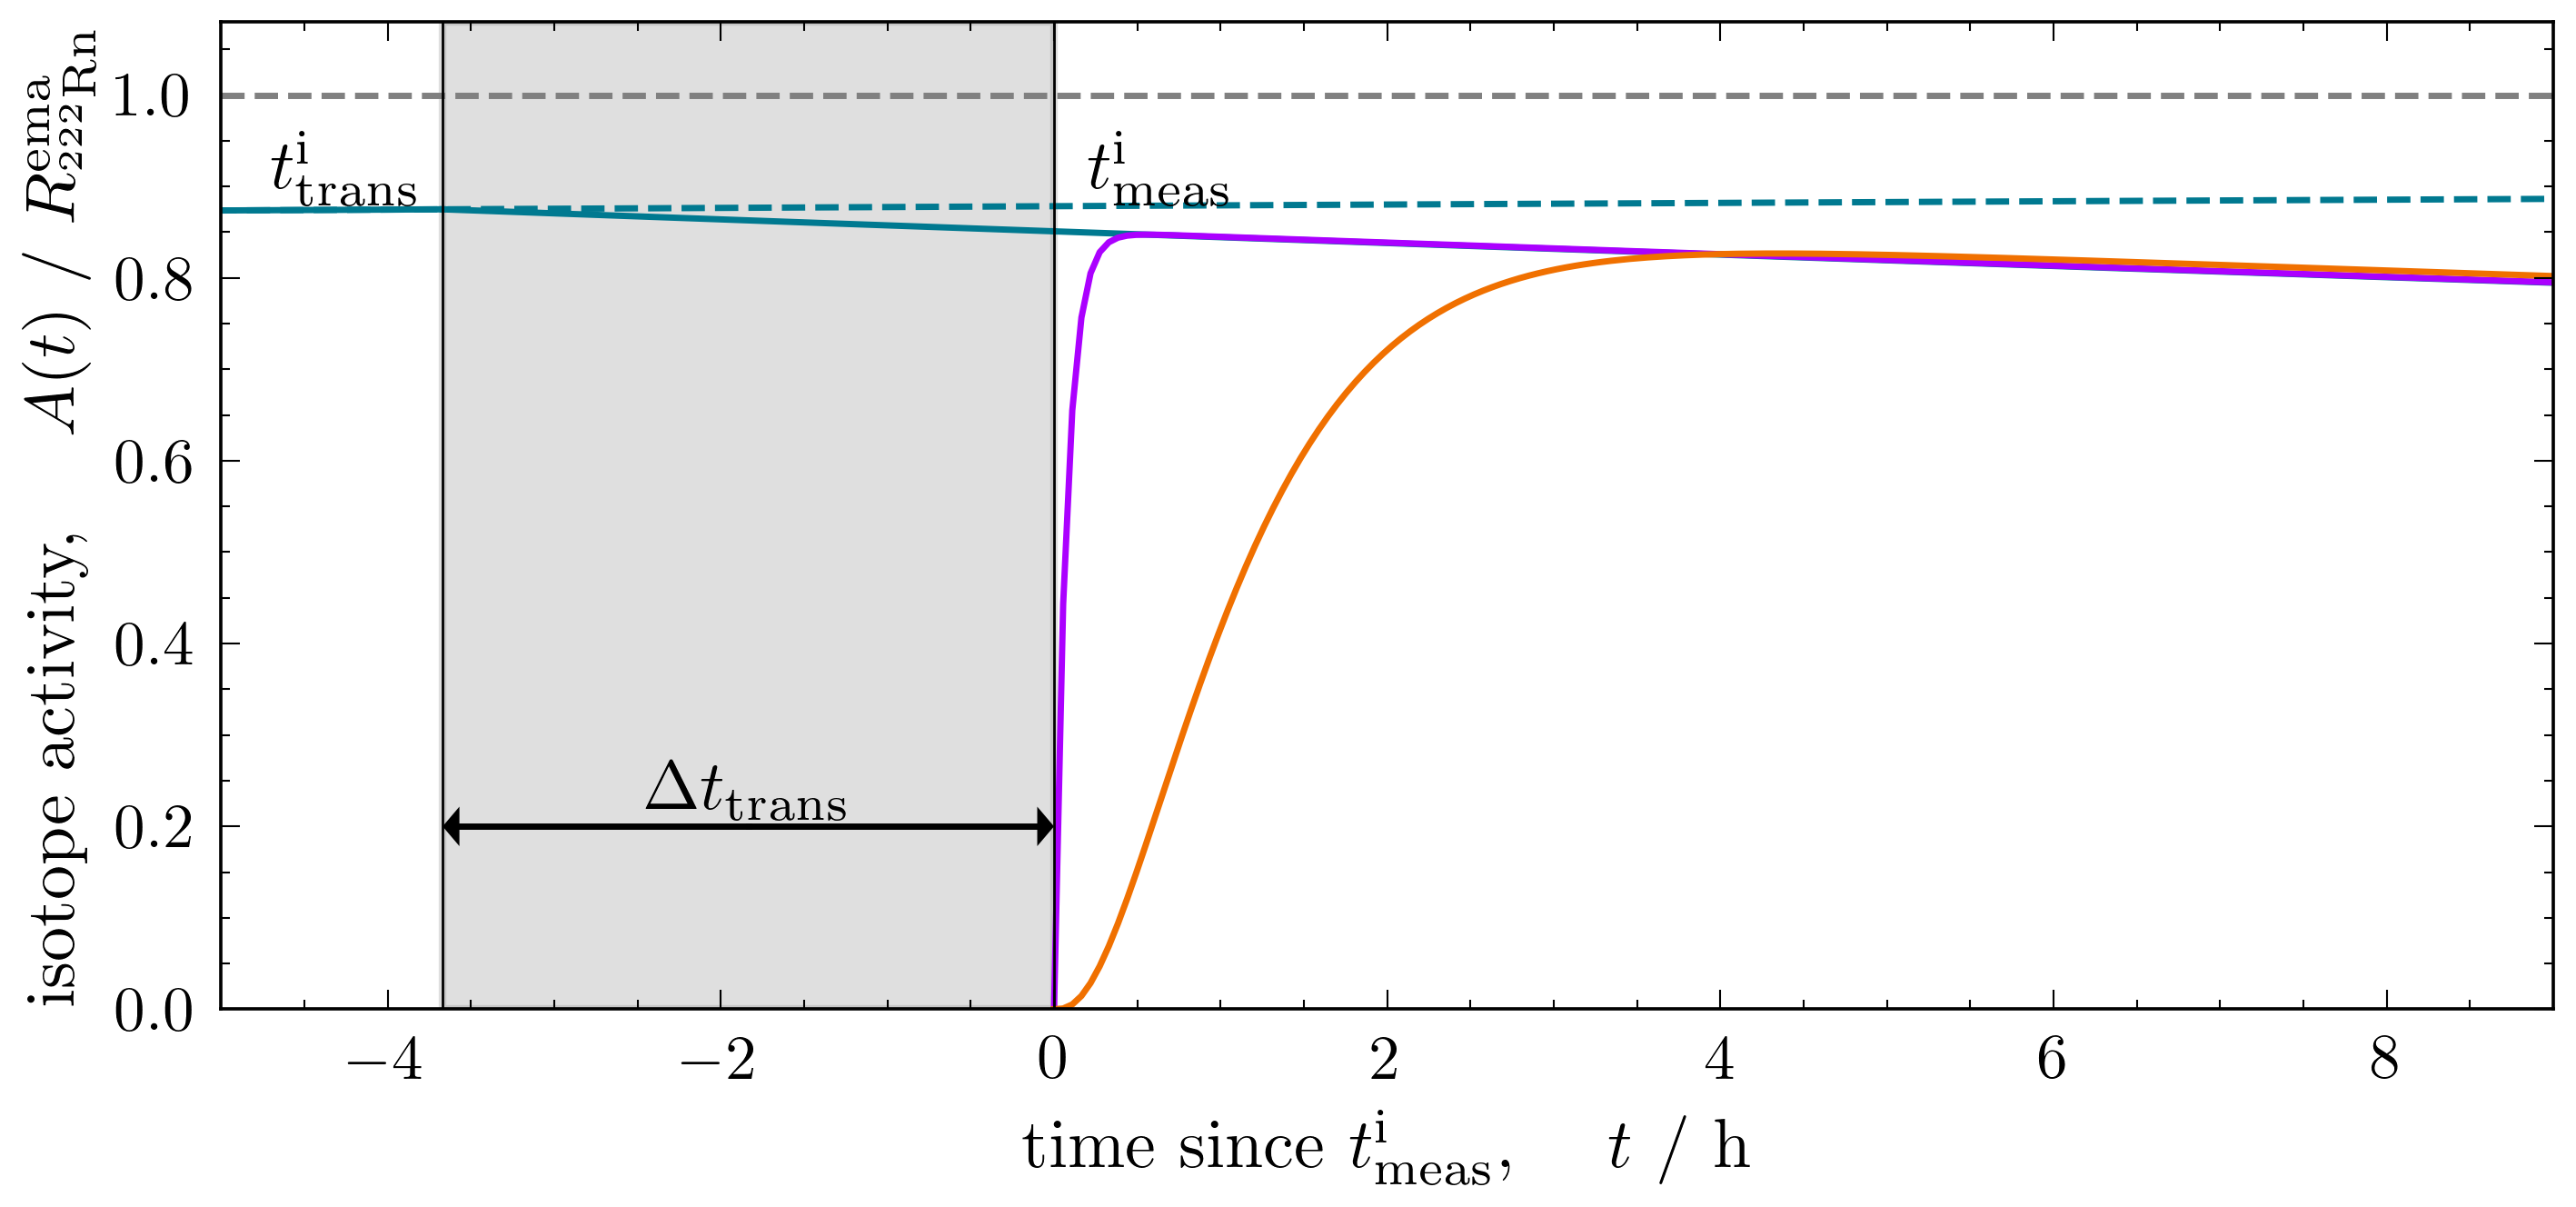 isotope activity, A(t) / R^ema_222Rn
1.0
0.8
0.6
0.4
0.2
0.0
t^i_trans
t^i_meas
Δt_trans
−4 −2 0 2 4 6 8
time since t^i_meas, t / h